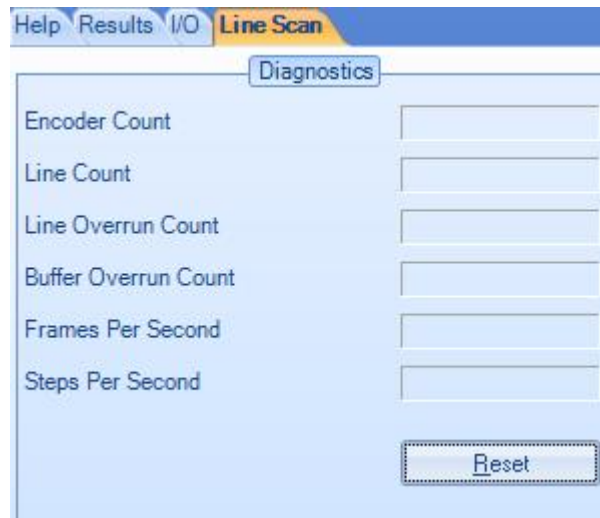 Help Results I/O Line Scan
Diagnostics
Encoder Count
Line Count
Line Overrun Count
Buffer Overrun Count
Frames Per Second
Steps Per Second
Reset